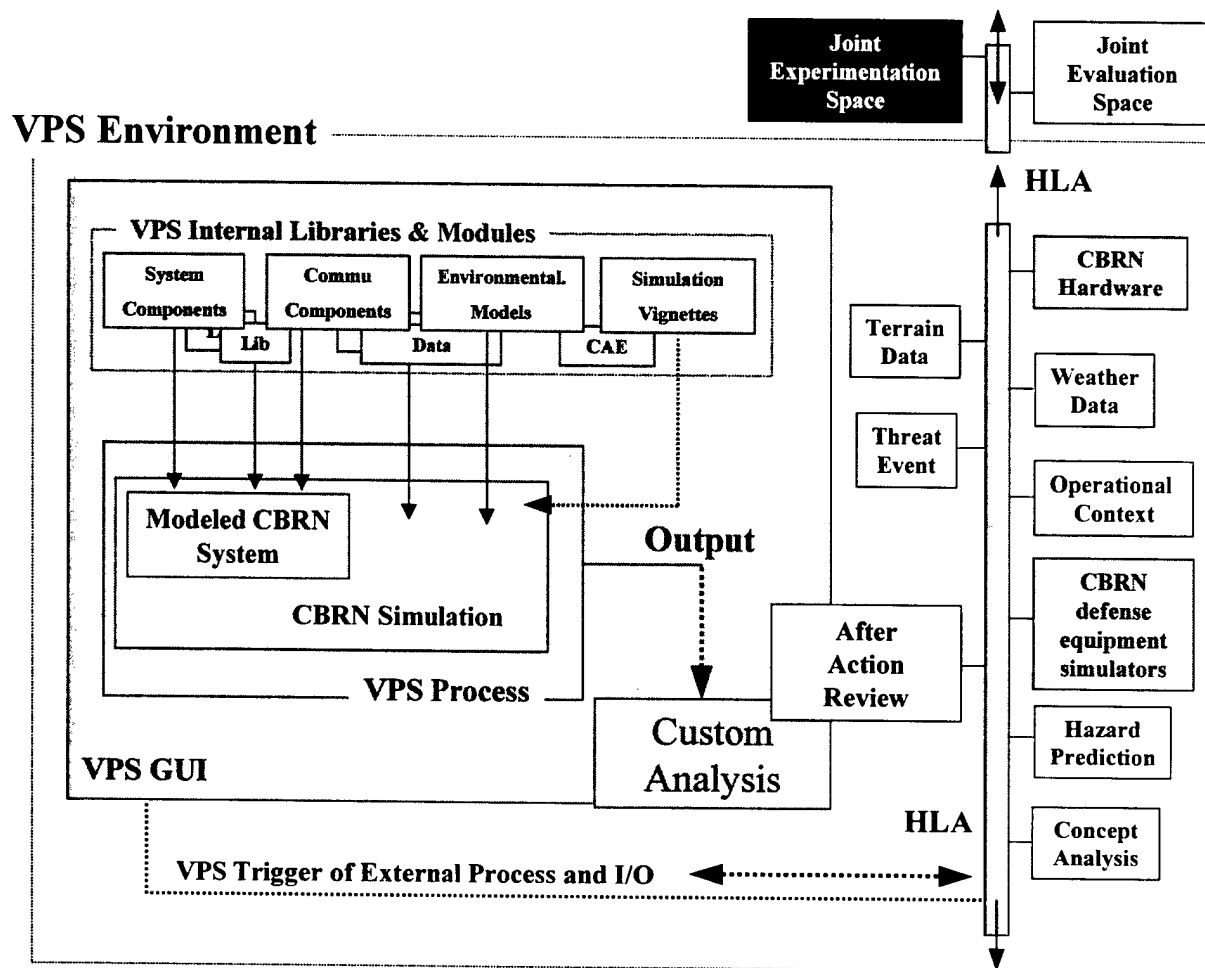 Joint
Experimentation
Space
Joint
Evaluation
Space
VPS Environment
HLA
VPS Internal Libraries & Modules
System
Components
Commu
Components
Environmental.
Models
Simulation
Vignettes
Lib
Data
CAE
CBRN
Hardware
Terrain
Data
Weather
Data
Threat
Event
Operational
Context
Modeled CBRN
System
CBRN Simulation
VPS Process
Output
CBRN
defense
equipment
simulators
After
Action
Review
Custom
Analysis
Hazard
Prediction
VPS GUI
HLA
Concept
Analysis
VPS Trigger of External Process and I/O